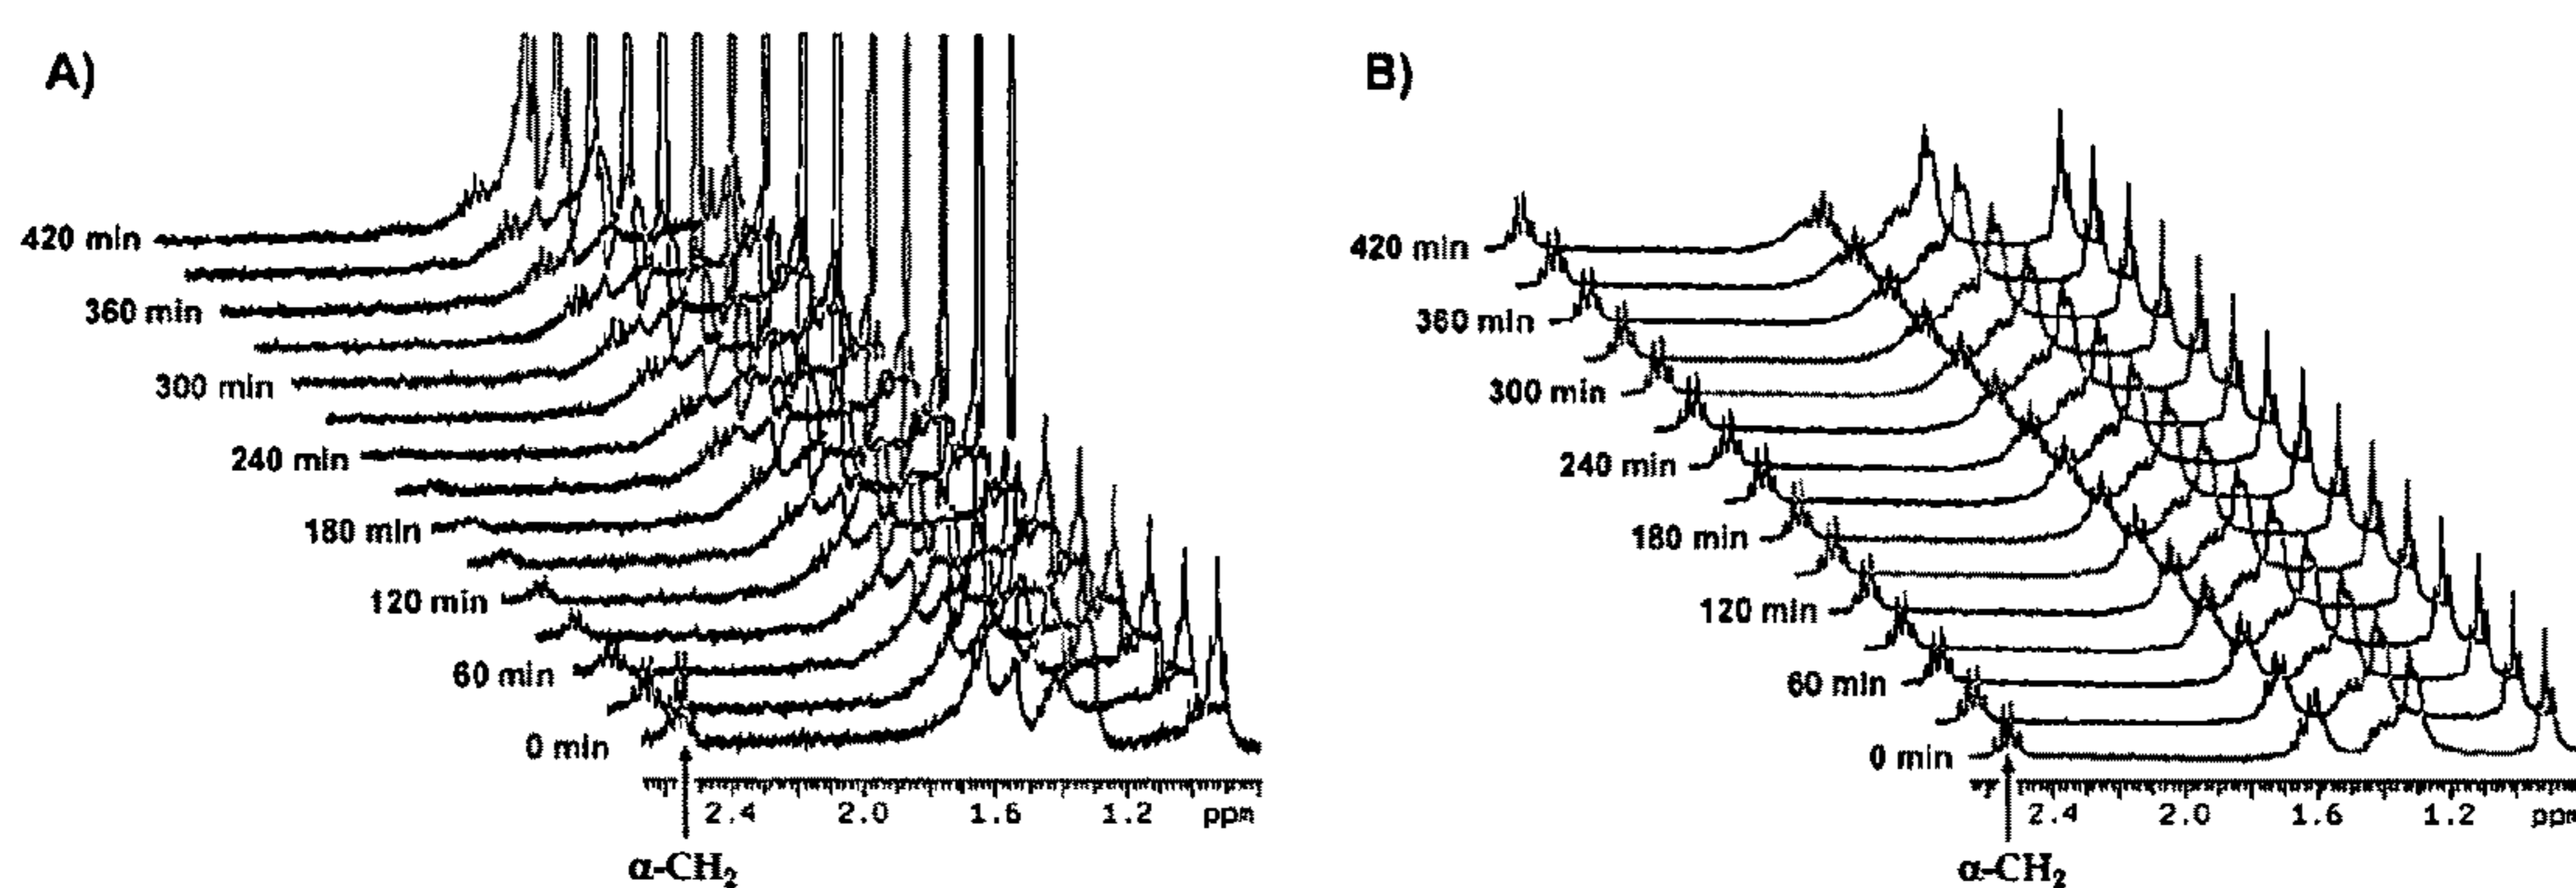 A)
420 min
360 min
300 min
240 min
180 min
120 min
60 min
0 min
2.4 2.0 1.6 1.2 ppm
α-CH₂
B)
420 min
360 min
300 min
240 min
180 min
120 min
60 min
0 min
2.4 2.0 1.6 1.2 ppm
α-CH₂